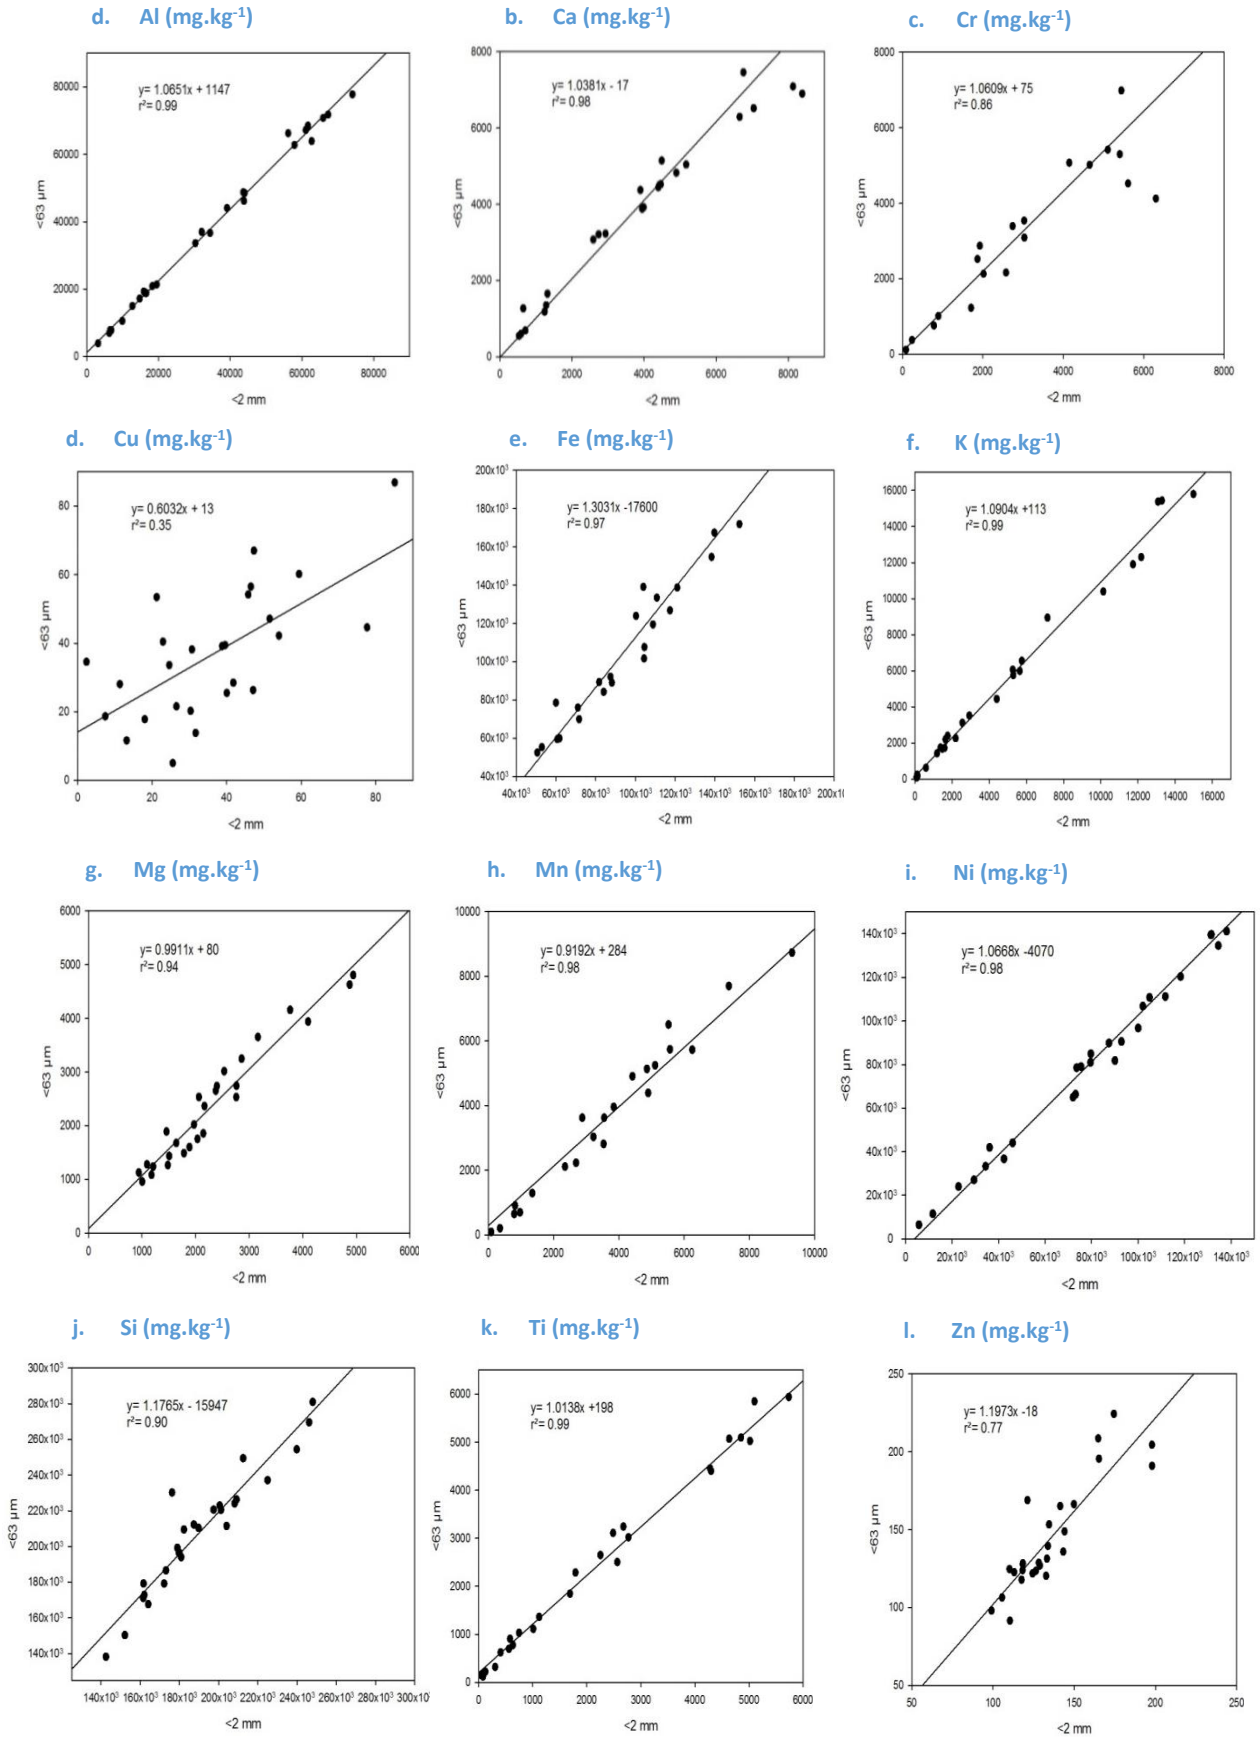 d. Al (mg.kg-1)
y= 1.0651x + 1147
r²= 0.99
80000
60000
40000
20000
0
<63 µm
0 20000 40000 60000 80000
<2 mm
b. Ca (mg.kg-1)
y= 1.0381x - 17
r²= 0.98
8000
6000
4000
2000
0
<63 µm
0 2000 4000 6000 8000
<2 mm
c. Cr (mg.kg-1)
y= 1.0609x + 75
r²= 0.86
8000
6000
4000
2000
0
<63 µm
0 2000 4000 6000 8000
<2 mm
d. Cu (mg.kg-1)
y= 0.6032x + 13
r²= 0.35
80
60
40
20
0
<63 µm
0 20 40 60 80
<2 mm
e. Fe (mg.kg-1)
y= 1.3031x -17600
r²= 0.97
200x10³
180x10³
160x10³
140x10³
120x10³
100x10³
80x10³
60x10³
40x10³
<63 µm
40x10³ 60x10³ 80x10³ 100x10³ 120x10³ 140x10³ 160x10³ 180x10³ 200x1
<2 mm
f. K (mg.kg-1)
y= 1.0904x +113
r²= 0.99
16000
14000
12000
10000
8000
6000
4000
2000
0
<63 µm
0 2000 4000 6000 8000 10000 12000 14000 16000
<2 mm
g. Mg (mg.kg-1)
y= 0.9911x + 80
r²= 0.94
6000
5000
4000
3000
2000
1000
0
<63 µm
0 1000 2000 3000 4000 5000 6000
<2 mm
h. Mn (mg.kg-1)
y= 0.9192x + 284
r²= 0.98
10000
8000
6000
4000
2000
0
<63 µm
0 2000 4000 6000 8000 10000
<2 mm
i. Ni (mg.kg-1)
y= 1.0668x -4070
r²= 0.98
140x10³
120x10³
100x10³
80x10³
60x10³
40x10³
20x10³
0
<63 µm
0 20x10³ 40x10³ 60x10³ 80x10³ 100x10³ 120x10³ 140x10³
<2 mm
j. Si (mg.kg-1)
y= 1.1765x - 15947
r²= 0.90
300x10³
280x10³
260x10³
240x10³
220x10³
200x10³
180x10³
160x10³
140x10³
<63 µm
140x10³ 160x10³ 180x10³ 200x10³ 220x10³ 240x10³ 260x10³ 280x10³ 300x10
<2 mm
k. Ti (mg.kg-1)
y= 1.0138x +198
r²= 0.99
6000
5000
4000
3000
2000
1000
0
<63 µm
0 1000 2000 3000 4000 5000 6000
<2 mm
l. Zn (mg.kg-1)
y= 1.1973x -18
r²= 0.77
250
200
150
100
50
<63 µm
50 100 150 200 250
<2 mm